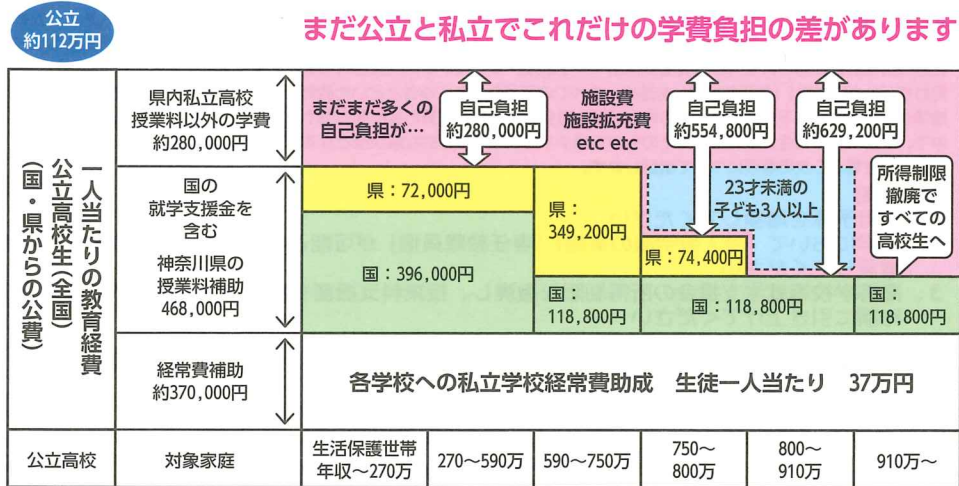 公立
約112万円
まだ公立と私立でこれだけの学費負担の差があります
一人当たりの教育経費
公立高校生(全国)
(国・県からの公費)
県内私立高校
授業料以外の学費
約280,000円
まだまだ多くの
自己負担が…
自己負担
約280,000円
施設費
施設拡充費
etc etc
自己負担
約554,800円
自己負担
約629,200円
国の
就学支援金を
含む
神奈川県の
授業料補助
468,000円
県:72,000円
国:396,000円
県:
349,200円
国:
118,800円
23才未満の
子ども3人以上
県:74,400円
国:118,800円
所得制限
撤廃で
すべての
高校生へ
国:
118,800円
経常費補助
約370,000円
各学校への私立学校経常費助成 生徒一人当たり 37万円
公立高校
対象家庭
生活保護世帯
年収～270万
270～590万
590～750万
750～
800万
800～
910万
910万～